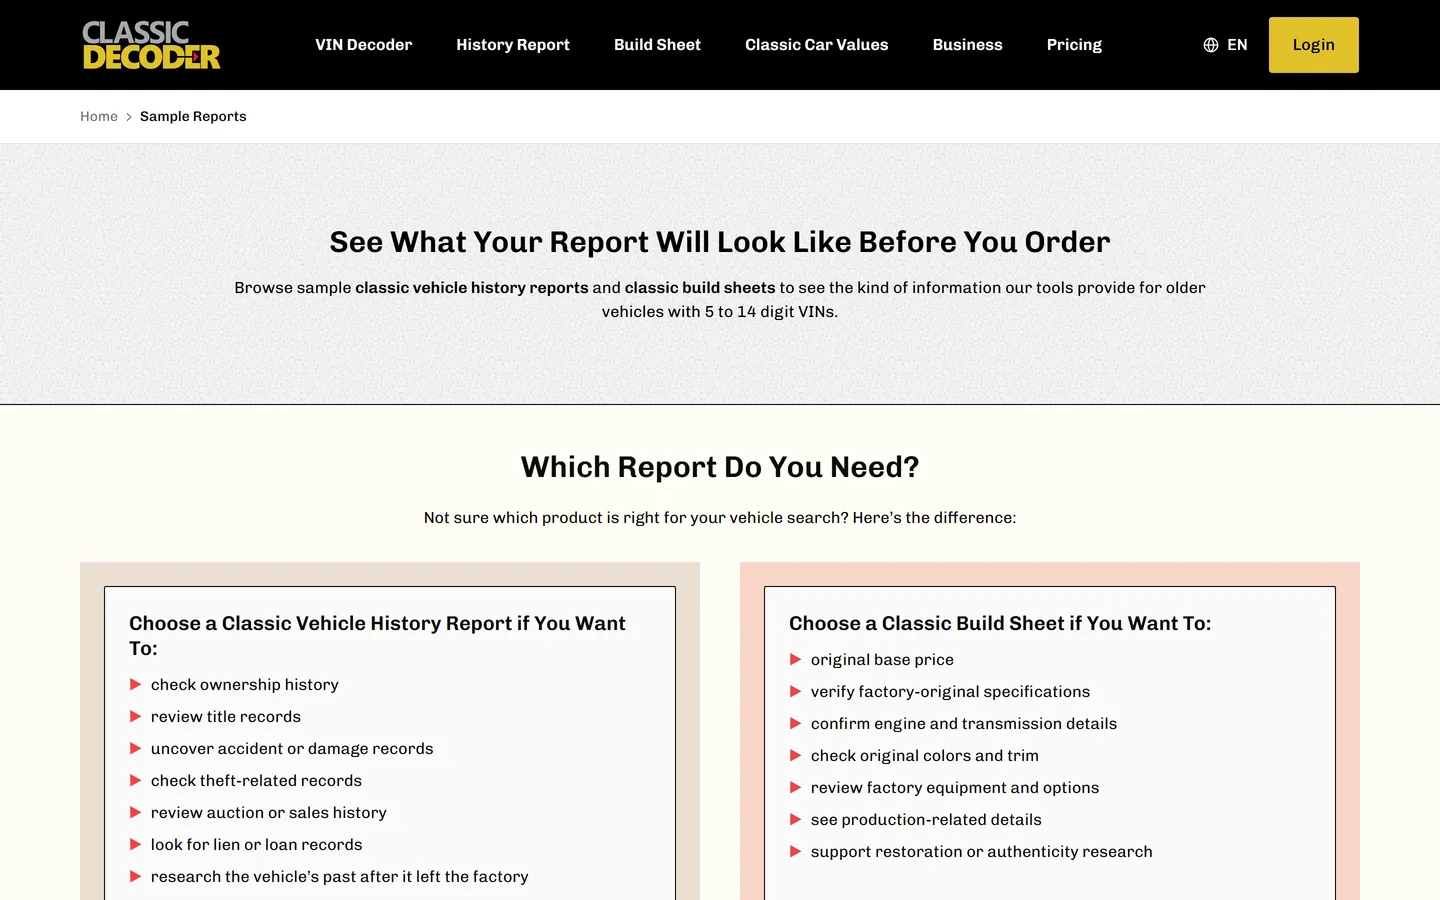 CLASSIC
DECODER
VIN Decoder
History Report
Build Sheet
Classic Car Values
Business
Pricing
EN
Login
Home > Sample Reports
See What Your Report Will Look Like Before You Order
Browse sample classic vehicle history reports and classic build sheets to see the kind of information our tools provide for older
vehicles with 5 to 14 digit VINs.
Which Report Do You Need?
Not sure which product is right for your vehicle search? Here’s the difference:
Choose a Classic Vehicle History Report if You Want
To:
check ownership history
review title records
uncover accident or damage records
check theft-related records
review auction or sales history
look for lien or loan records
research the vehicle’s past after it left the factory
Choose a Classic Build Sheet if You Want To:
original base price
verify factory-original specifications
confirm engine and transmission details
check original colors and trim
review factory equipment and options
see production-related details
support restoration or authenticity research